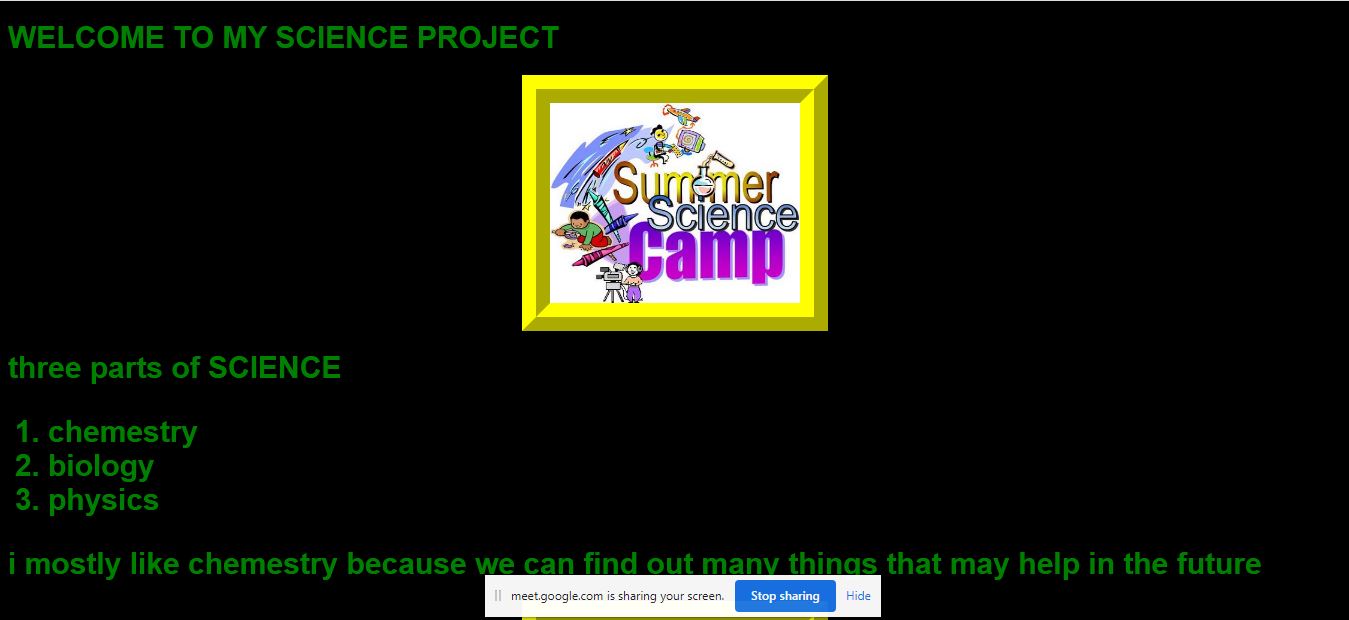 WELCOME TO MY SCIENCE PROJECT
Summer
Science
Camp
three parts of SCIENCE
1. chemestry
2. biology
3. physics
i mostly like chemestry because we can find out many things that may help in the future
meet.google.com is sharing your screen. Stop sharing Hide